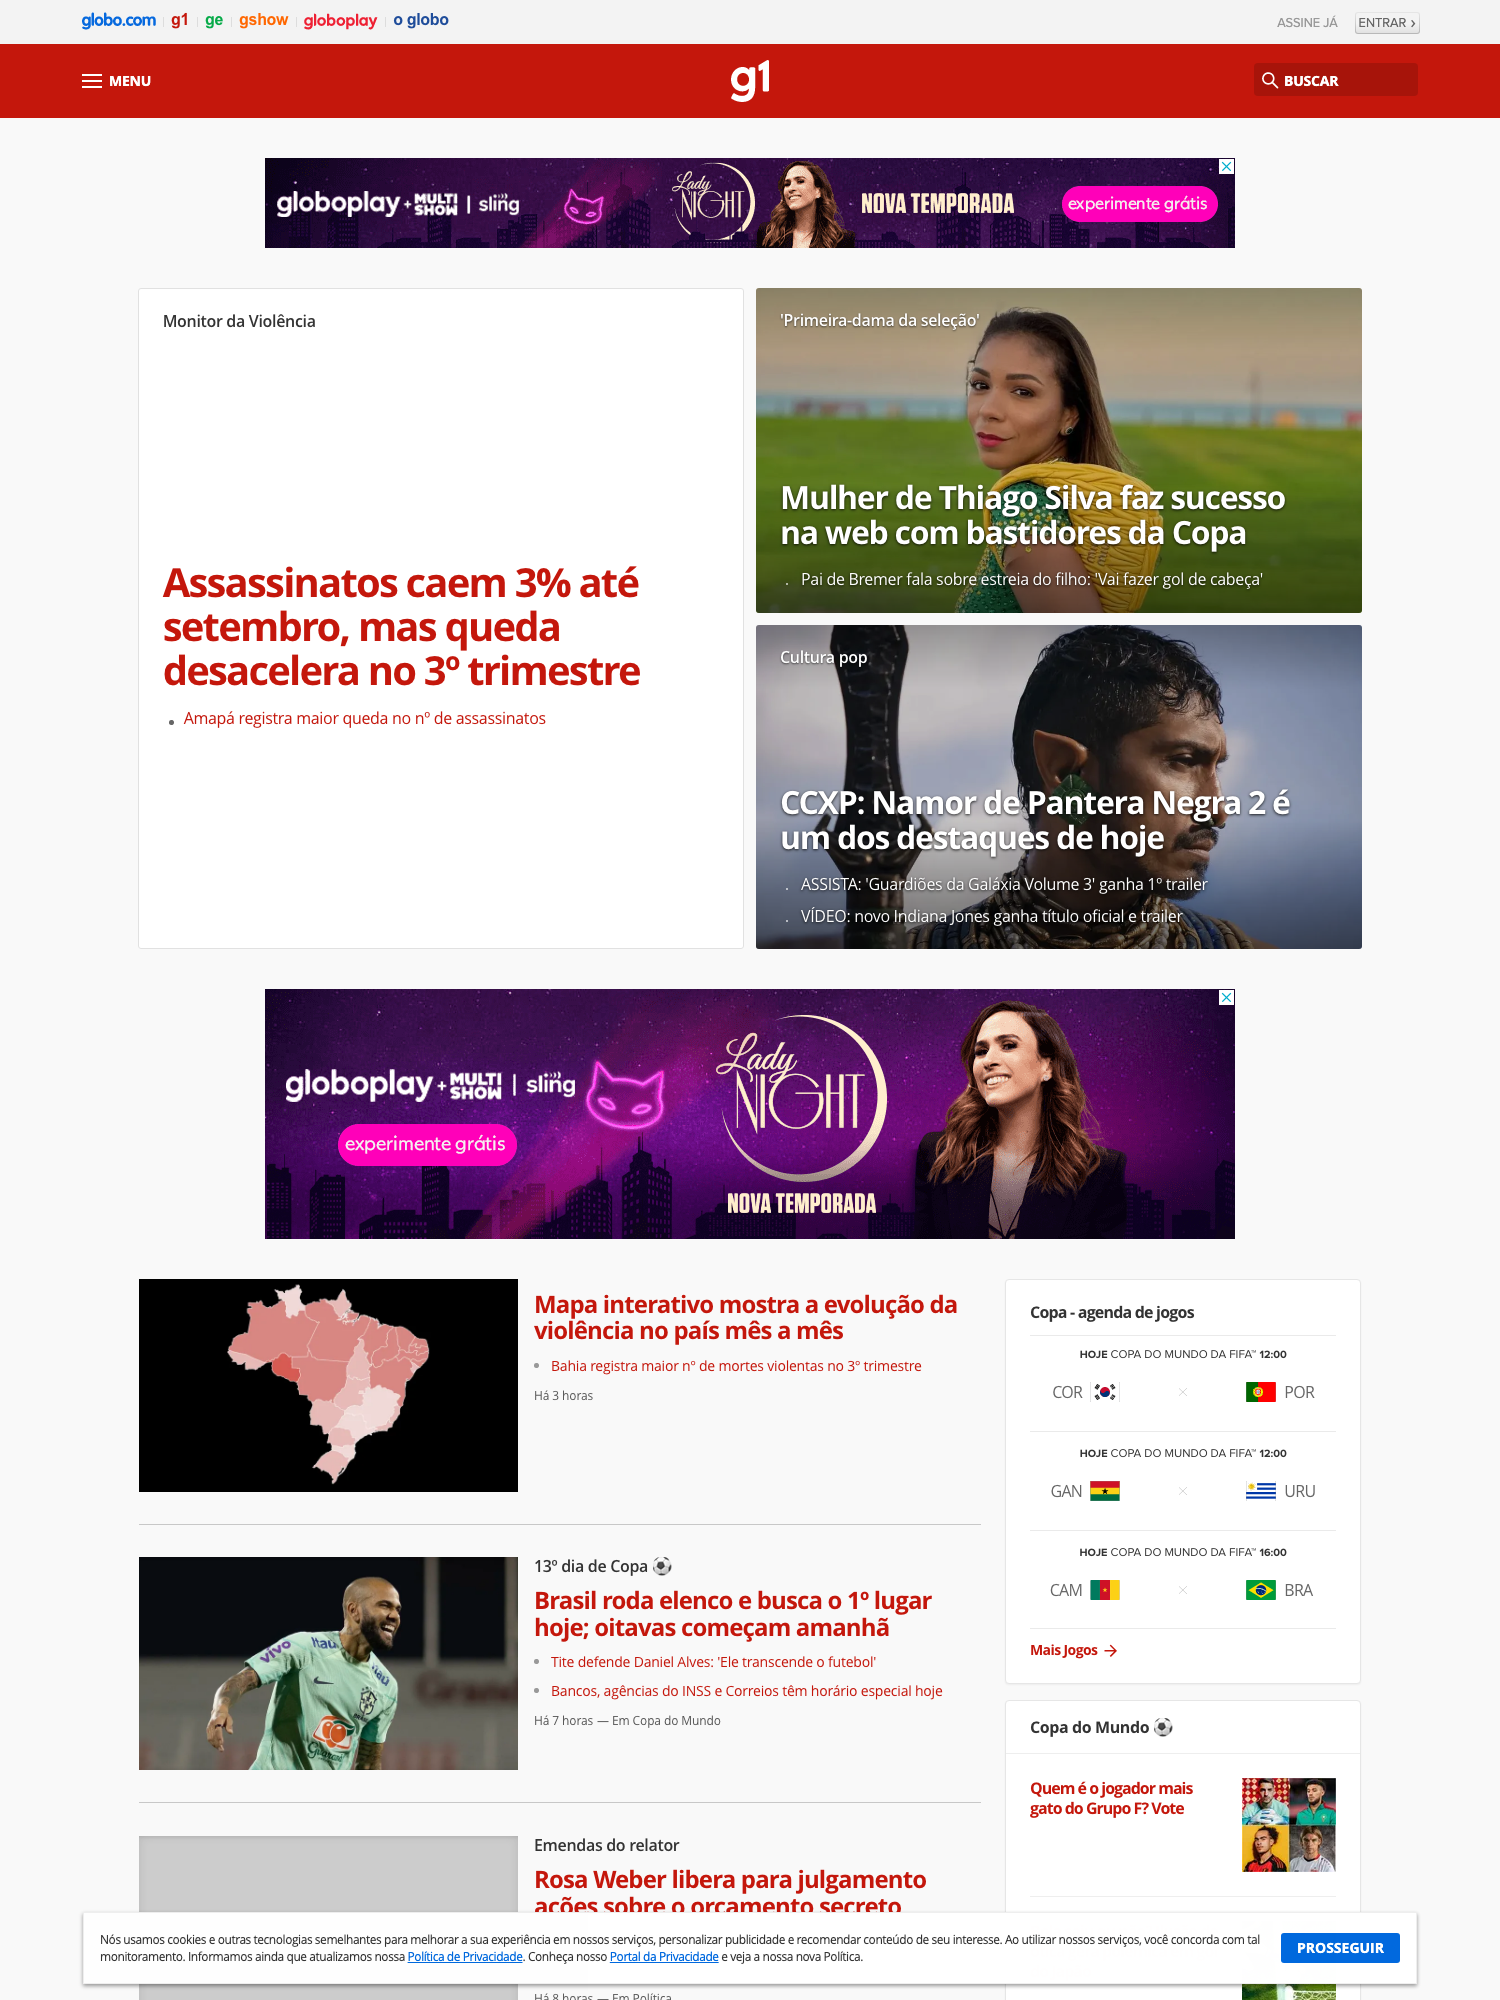 globo.com g1 ge gshow globoplay o globo ASSINE JÁ ENTRAR ›
MENU g1 BUSCAR
globoplay + MULTI SHOW | sling Lady NIGHT NOVA TEMPORADA experimente grátis
Monitor da Violência
Assassinatos caem 3% até
setembro, mas queda
desacelera no 3º trimestre
Amapá registra maior queda no nº de assassinatos
'Primeira-dama da seleção'
Mulher de Thiago Silva faz sucesso
na web com bastidores da Copa
Pai de Bremer fala sobre estreia do filho: 'Vai fazer gol de cabeça'
Cultura pop
CCXP: Namor de Pantera Negra 2 é
um dos destaques de hoje
ASSISTA: 'Guardiões da Galáxia Volume 3' ganha 1º trailer
VÍDEO: novo Indiana Jones ganha título oficial e trailer
globoplay + MULTI SHOW | sling
experimente grátis
Lady
NIGHT
NOVA TEMPORADA
Mapa interativo mostra a evolução da
violência no país mês a mês
Bahia registra maior nº de mortes violentas no 3º trimestre
Há 3 horas
13º dia de Copa ⚽
Brasil roda elenco e busca o 1º lugar
hoje; oitavas começam amanhã
Tite defende Daniel Alves: 'Ele transcende o futebol'
Bancos, agências do INSS e Correios têm horário especial hoje
Há 7 horas — Em Copa do Mundo
vivo Itaú Itaú
Guaraná
Emendas do relator
Rosa Weber libera para julgamento
ações sobre o orçamento secreto
Há 8 horas — Em Política
Copa - agenda de jogos
HOJE COPA DO MUNDO DA FIFA™ 12:00
COR × POR
HOJE COPA DO MUNDO DA FIFA™ 12:00
GAN × URU
HOJE COPA DO MUNDO DA FIFA™ 16:00
CAM × BRA
Mais Jogos →
Copa do Mundo ⚽
Quem é o jogador mais
gato do Grupo F? Vote
Nós usamos cookies e outras tecnologias semelhantes para melhorar a sua experiência em nossos serviços, personalizar publicidade e recomendar conteúdo de seu interesse. Ao utilizar nossos serviços, você concorda com tal
monitoramento. Informamos ainda que atualizamos nossa Política de Privacidade. Conheça nosso Portal da Privacidade e veja a nossa nova Política.
PROSSEGUIR